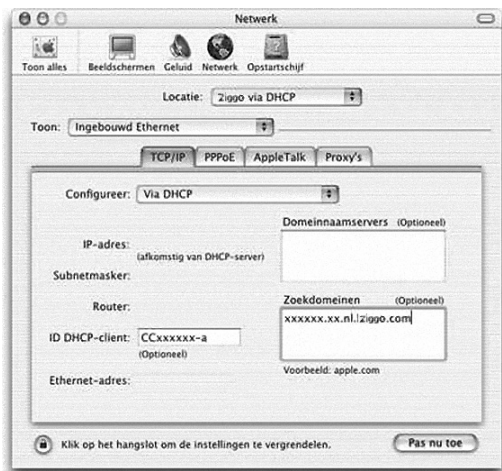 Netwerk
Toon alles Beeldschermen Geluid Netwerk Opstartschijf
Locatie: Ziggo via DHCP
Toon: Ingebouwd Ethernet
TCP/IP PPPoE AppleTalk Proxy's
Configureer: Via DHCP
Domeinnaamservers (Optioneel)
IP-adres:
(afkomstig van DHCP-server)
Subnetmasker:
Router:
Zoekdomeinen (Optioneel)
xxxxxx.xx.nl.ziggo.com
ID DHCP-client: CCxxxxxx-a
(Optioneel)
Voorbeeld: apple.com
Ethernet-adres:
Klik op het hangslot om de instellingen te vergrendelen. Pas nu toe